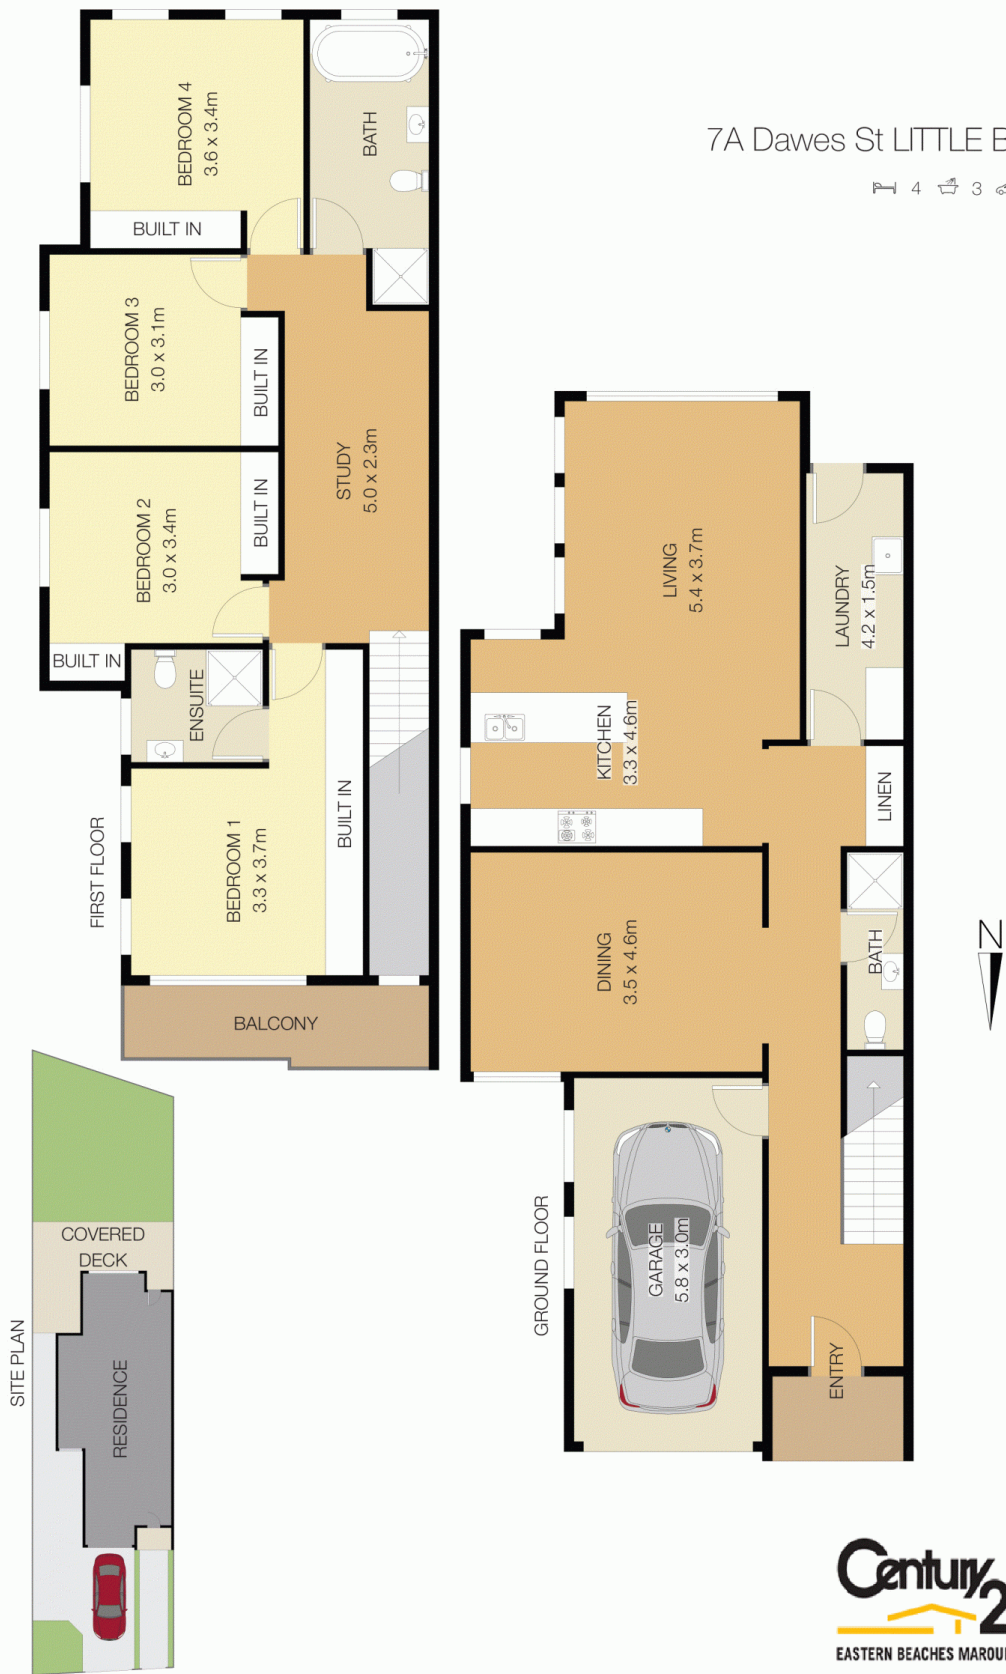 7A Dawes St LITTLE B
4 3
BEDROOM 4
3.6 x 3.4m
BATH
BUILT IN
BEDROOM 3
3.0 x 3.1m
BUILT IN
STUDY
5.0 x 2.3m
BEDROOM 2
3.0 x 3.4m
BUILT IN
BUILT IN
ENSUITE
BEDROOM 1
3.3 x 3.7m
BUILT IN
FIRST FLOOR
BALCONY
LIVING
5.4 x 3.7m
LAUNDRY
4.2 x 1.5m
KITCHEN
3.3 x 4.6m
LINEN
DINING
3.5 x 4.6m
BATH
N
GARAGE
5.8 x 3.0m
GROUND FLOOR
ENTRY
COVERED
DECK
SITE PLAN
RESIDENCE
Century 2
EASTERN BEACHES MAROU